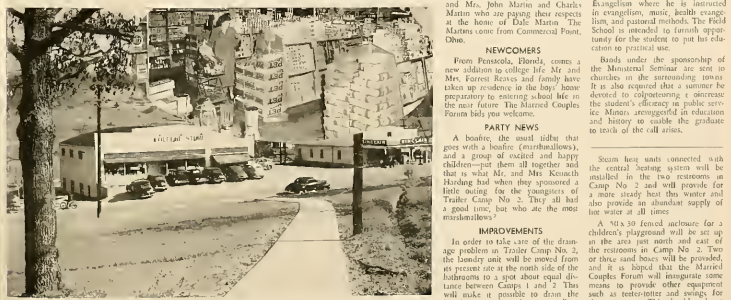 COLLEGE STORE
SINCLAIR
and Mrs. John Martin and Charles
Martin who are paying their respects
at the home of Dale Martin. The
Martins come from Commercial Point,
Ohio.
NEWCOMERS
From Pensacola, Florida, comes a
new addition to college life. Mr. and
Mrs. Forrest Reaves and family have
taken up residence in the boys' home
preparatory to entering school life in
the near future. The Married Couples
Forum bids you welcome.
PARTY NEWS
A bonfire, the usual tidbit that
goes with a bonfire (marshmallows),
and a group of excited and happy
children—put them all together and
that is what Mr. and Mrs. Kenneth
Harding had when they sponsored a
little outing for the youngsters of
Trailer Camp No. 2. They all had
a good time, but who ate the most
marshmallows?
IMPROVEMENTS
In order to take care of the drain-
age problem in Trailer Camp No. 2,
the laundry unit will be moved from
its present site at the north side of the
bathrooms to a spot about equal dis-
tance between Camps 1 and 2. This
will make it possible to drain the
Evangelism where he is instructed
in evangelism, music, health evange-
lism, and pastoral methods. The Field
School is intended to furnish oppor-
tunity for the student to put his edu-
cation to practical use.
Bands under the sponsorship of
the Ministerial Seminar are sent to
churches in the surrounding towns.
It is also required that a summer be
devoted to colporteuring to increase
the student's efficiency in public serv-
ice. Minors are suggested in education
and history to enable the graduate
to teach if the call arises.
Steam heat units connected with
the central heating system will be
installed in the two restrooms in
Camp No. 2 and will provide for
a more steady heat this winter and
also provide an abundant supply of
hot water at all times.
A 50 x 30 fenced inclosure for a
children's playground will be set up
in the area just north and east of
the restrooms in Camp No. 2. Two
or three sand boxes will be provided,
and it is hoped that the Married
Couples Forum will inaugurate some
means to provide other equipment
such as teeter-totter and swings for